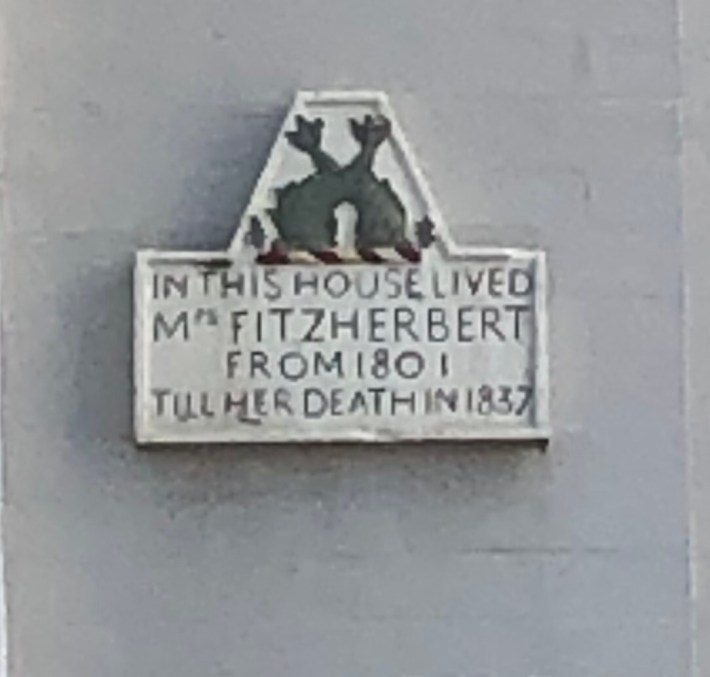 IN THIS HOUSE LIVED
Mrs FITZHERBERT
FROM 1801
TILL HER DEATH IN 1837